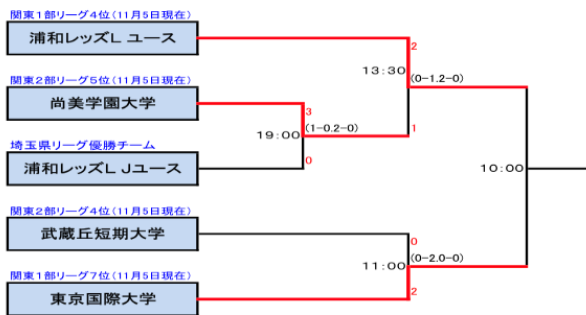 関東1部リーグ4位(11月5日現在)
浦和レッズL ユース
2
13:30
(0-1.2-0)
関東2部リーグ5位(11月5日現在)
尚美学園大学
3
19:00
(1-0.2-0)
1
埼玉県リーグ優勝チーム
浦和レッズL Jユース
0
10:00
関東2部リーグ4位(11月5日現在)
武蔵丘短期大学
0
11:00
(0-2.0-0)
関東1部リーグ7位(11月5日現在)
東京国際大学
2